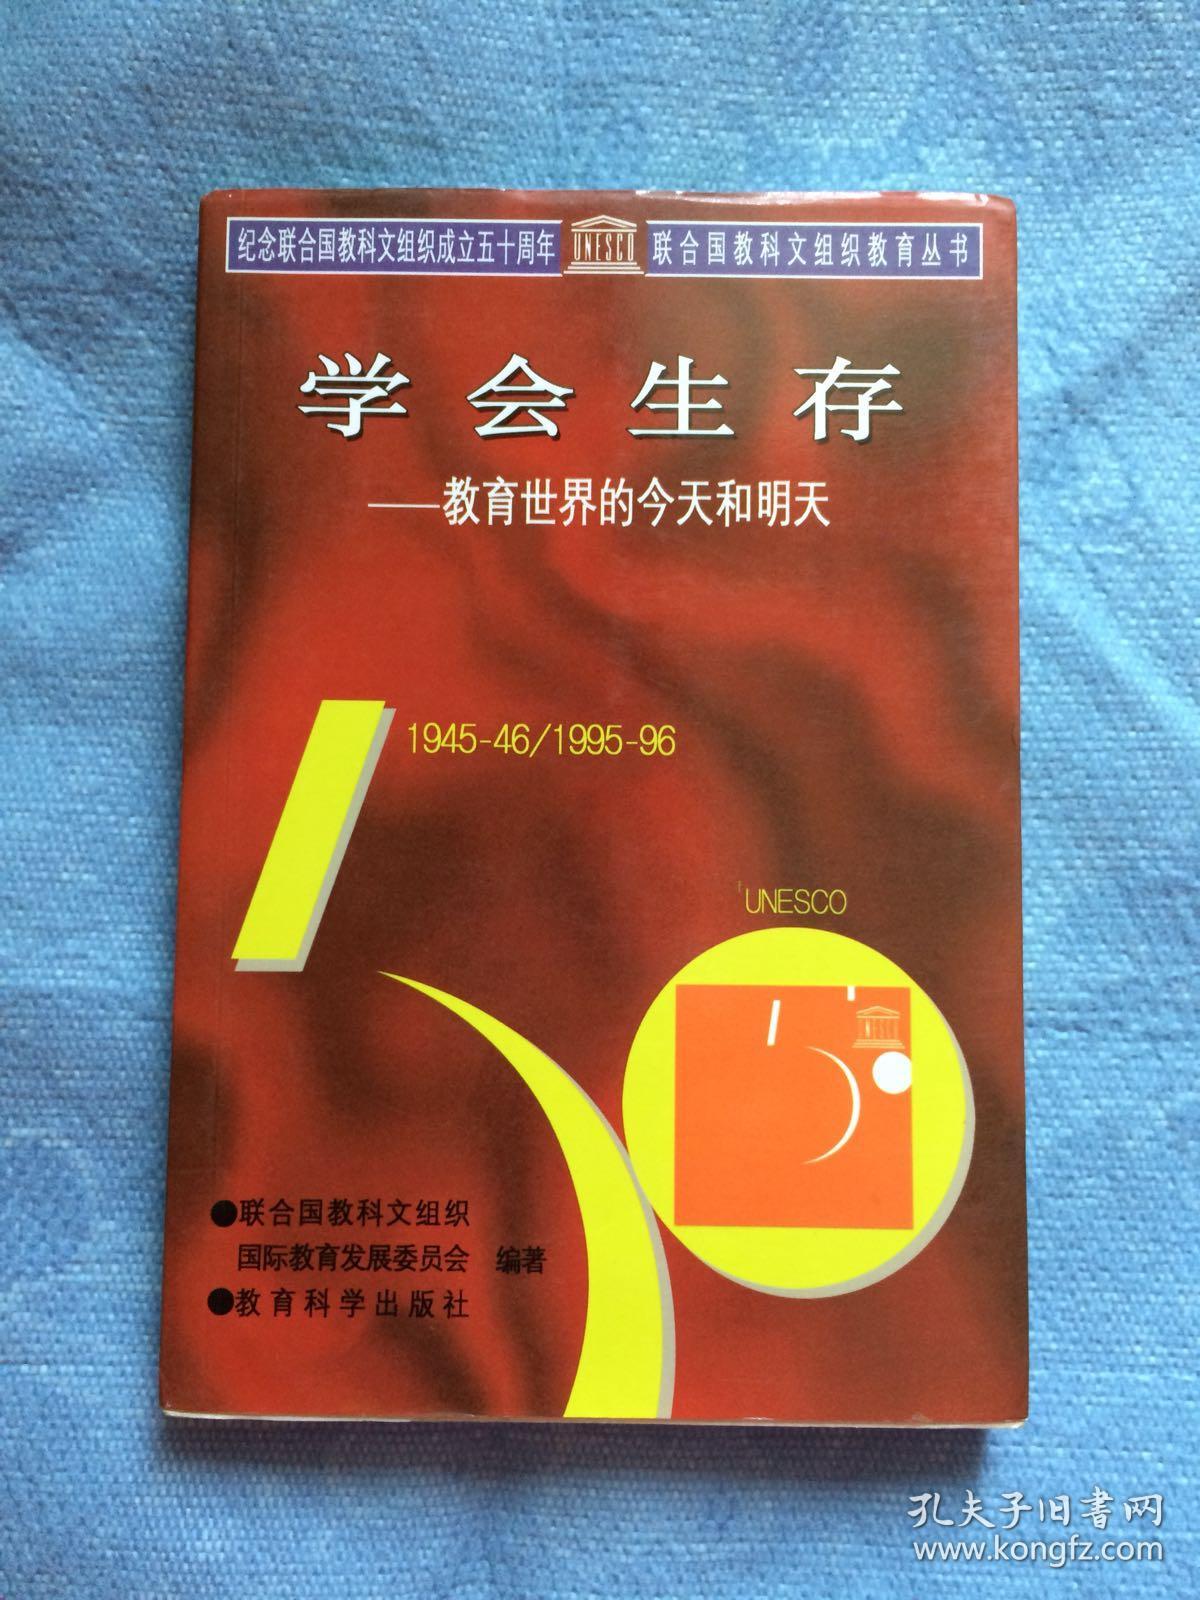 纪念联合国教科文组织成立五十周年 UNESCO 联合国教科文组织教育丛书
学会生存
——教育世界的今天和明天
1945-46/1995-96
UNESCO
UNESCO
●联合国教科文组织
国际教育发展委员会 编著
●教育科学出版社
孔夫子旧书网
www.kongfz.com